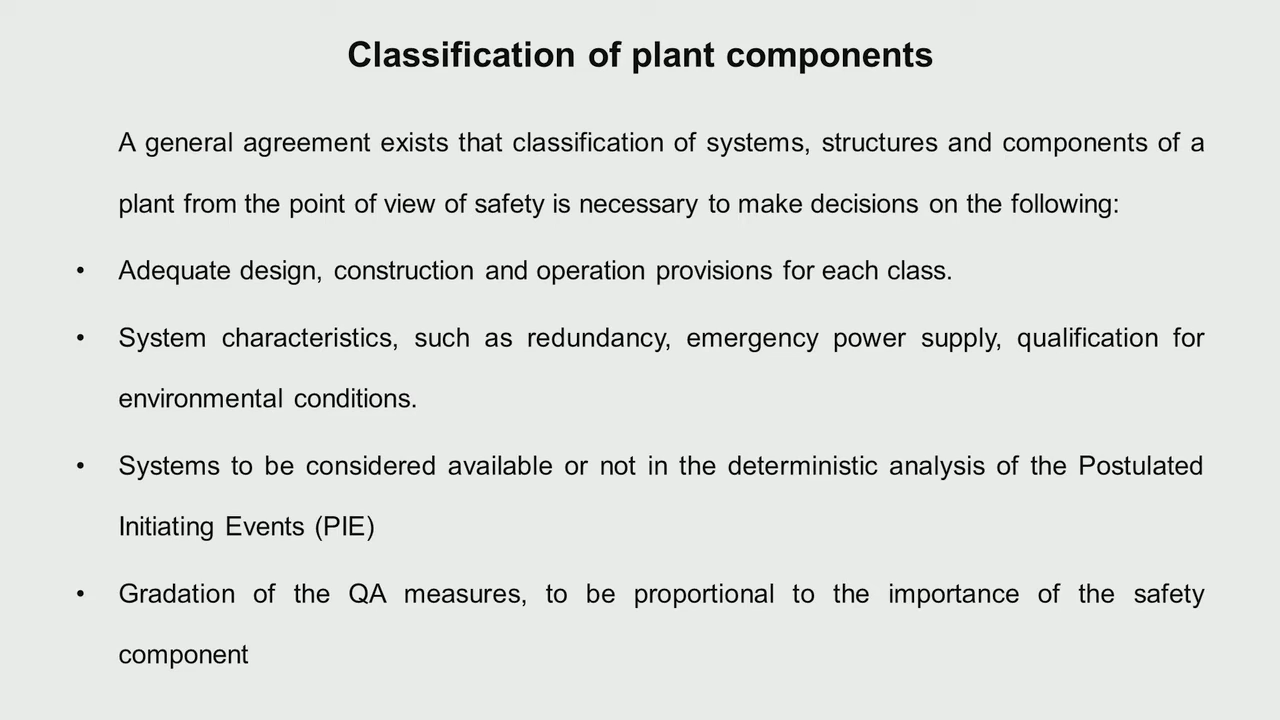 Classification of plant components
A general agreement exists that classification of systems, structures and components of a
plant from the point of view of safety is necessary to make decisions on the following:
• Adequate design, construction and operation provisions for each class.
• System characteristics, such as redundancy, emergency power supply, qualification for
environmental conditions.
• Systems to be considered available or not in the deterministic analysis of the Postulated
Initiating Events (PIE)
• Gradation of the QA measures, to be proportional to the importance of the safety
component